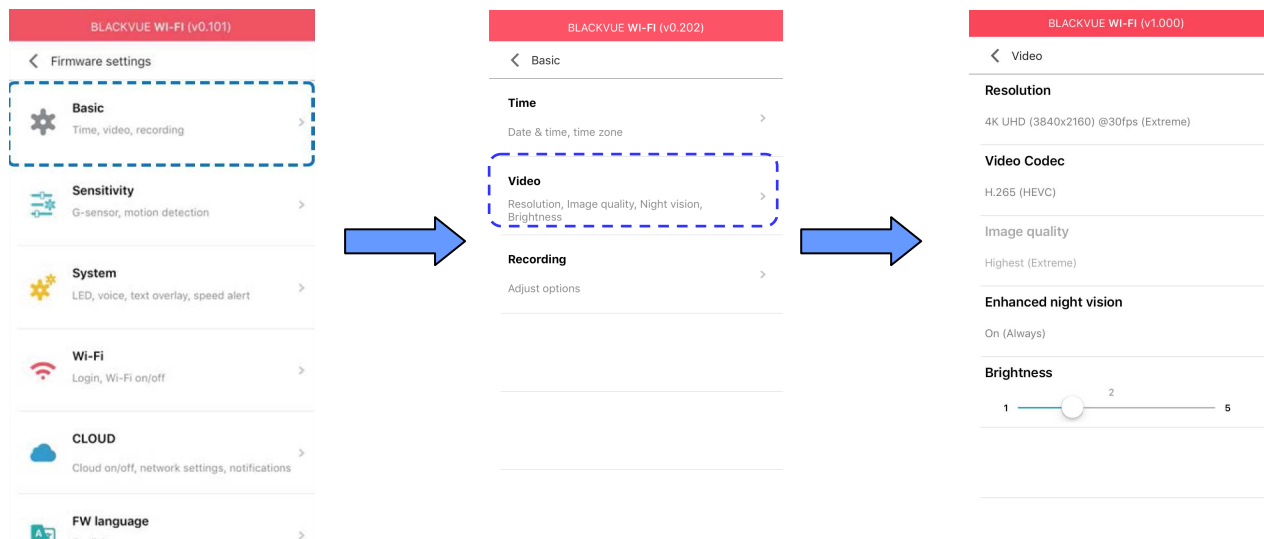 BLACKVUE WI-FI (v0.101)
Firmware settings
Basic
Time, video, recording
Sensitivity
G-sensor, motion detection
System
LED, voice, text overlay, speed alert
Wi-Fi
Login, Wi-Fi on/off
CLOUD
Cloud on/off, network settings, notifications
FW language
BLACKVUE WI-FI (v0.202)
Basic
Time
Date & time, time zone
Video
Resolution, Image quality, Night vision,
Brightness
Recording
Adjust options
BLACKVUE WI-FI (v1.000)
Video
Resolution
4K UHD (3840x2160) @30fps (Extreme)
Video Codec
H.265 (HEVC)
Image quality
Highest (Extreme)
Enhanced night vision
On (Always)
Brightness
2
1 5